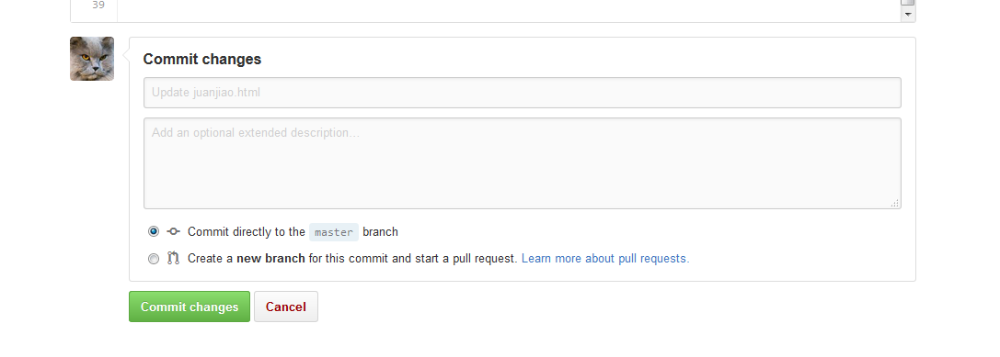 39
Commit changes
Update juanjiao.html
Add an optional extended description...
Commit directly to the master branch
Create a new branch for this commit and start a pull request. Learn more about pull requests.
Commit changes Cancel